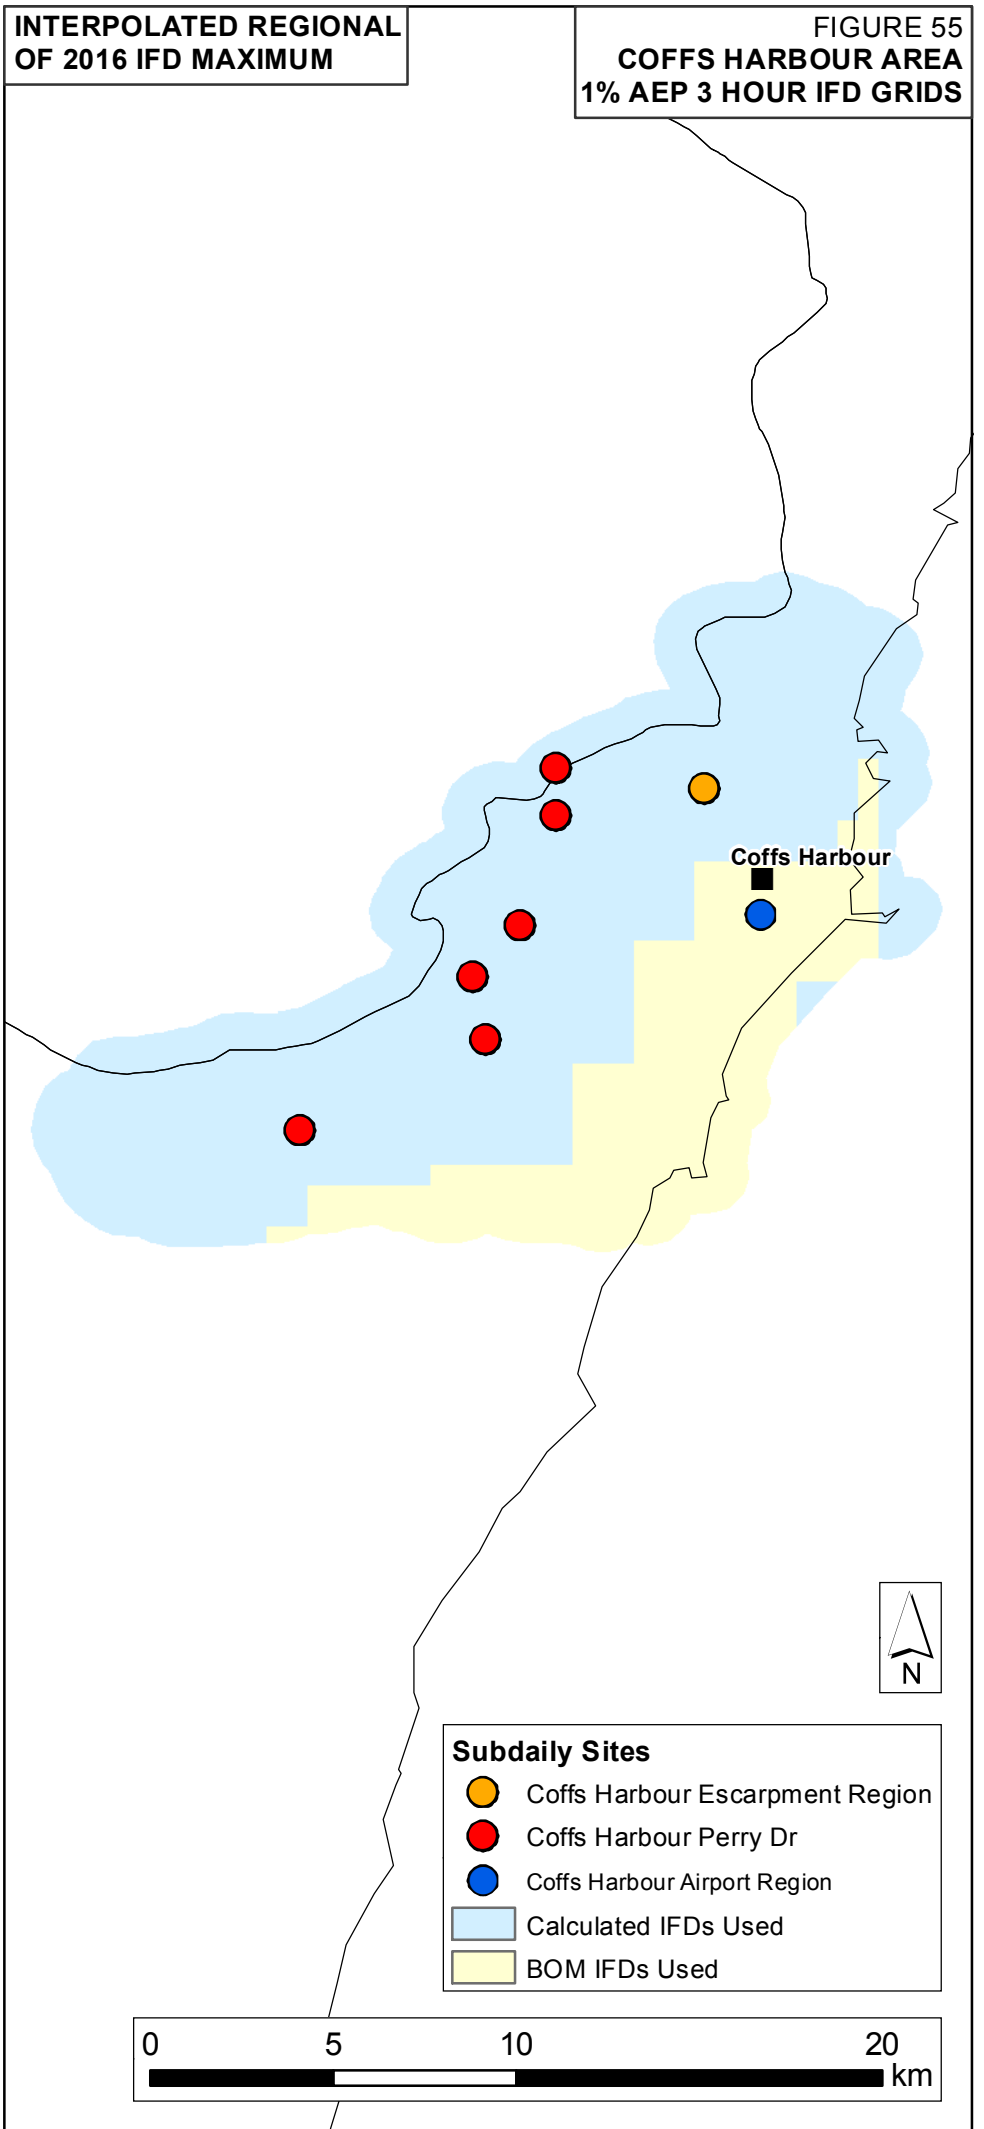 INTERPOLATED REGIONAL
OF 2016 IFD MAXIMUM
FIGURE 55
COFFS HARBOUR AREA
1% AEP 3 HOUR IFD GRIDS
Coffs Harbour
N
Subdaily Sites
Coffs Harbour Escarpment Region
Coffs Harbour Perry Dr
Coffs Harbour Airport Region
Calculated IFDs Used
BOM IFDs Used
0 5 10 20
km